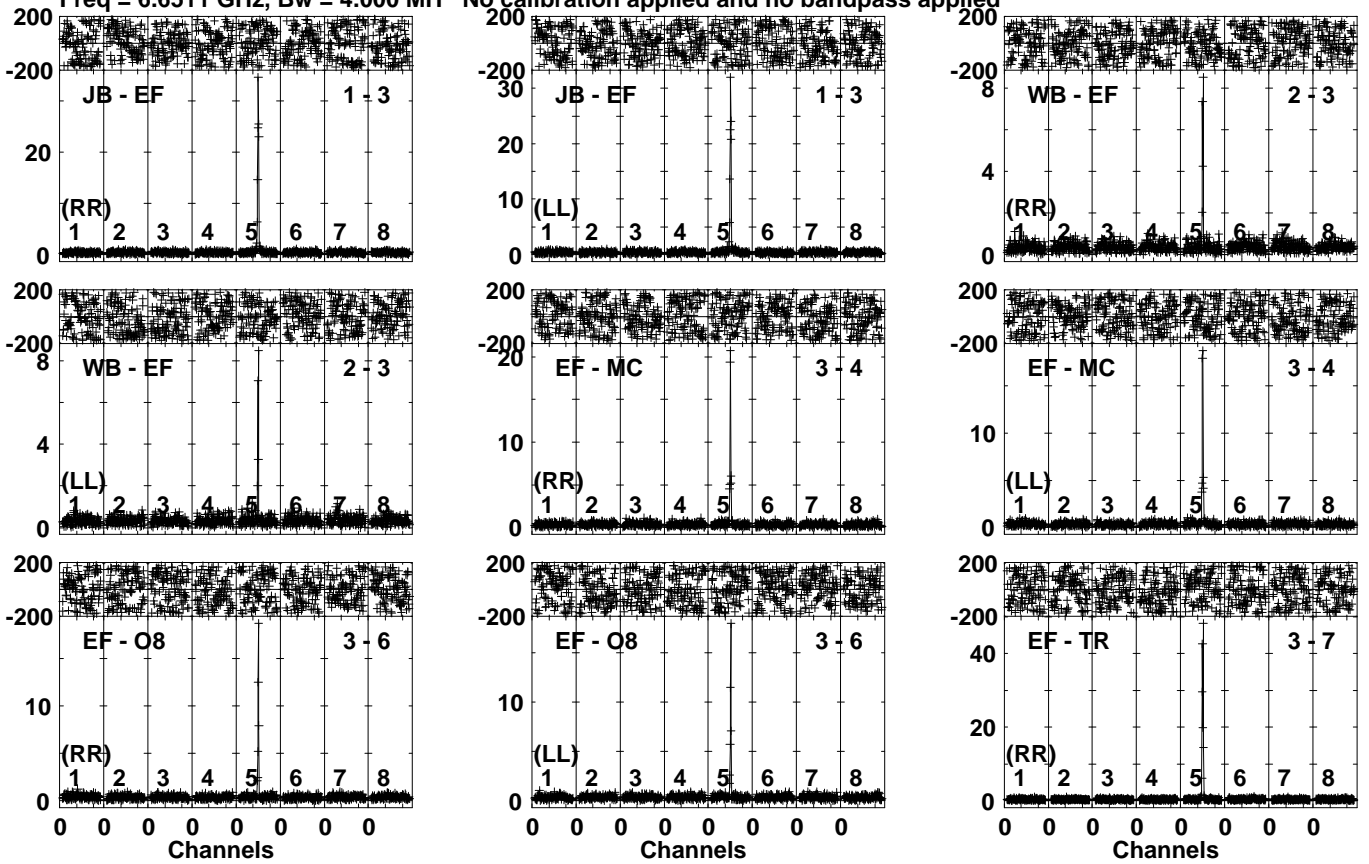 Freq = 6.6511 GHz, Bw = 4.000 MH No calibration applied and no bandpass applied
200 200 200
-200 -200 -200
JB - EF 1 - 3 30 JB - EF 1 - 3 8 WB - EF 2 - 3
20 20 4
10
(RR) (LL) (RR)
1 2 3 4 5 6 7 8 1 2 3 4 5 6 7 8 1 2 3 4 5 6 7 8
0 0 0
200 200 200
-200 -200 -200
8 WB - EF 2 - 3 20 EF - MC 3 - 4 EF - MC 3 - 4
4 10 10
(LL) (RR) (LL)
1 2 3 4 5 6 7 8 1 2 3 4 5 6 7 8 1 2 3 4 5 6 7 8
0 0 0
200 200 200
-200 -200 -200
EF - O8 3 - 6 EF - O8 3 - 6 EF - TR 3 - 7
40
10 10 20
(RR) (LL) (RR)
1 2 3 4 5 6 7 8 1 2 3 4 5 6 7 8 1 2 3 4 5 6 7 8
0 0 0
0 0 0 0 0 0 0 0 0 0 0 0 0 0 0 0 0 0 0 0 0 0 0 0
Channels Channels Channels